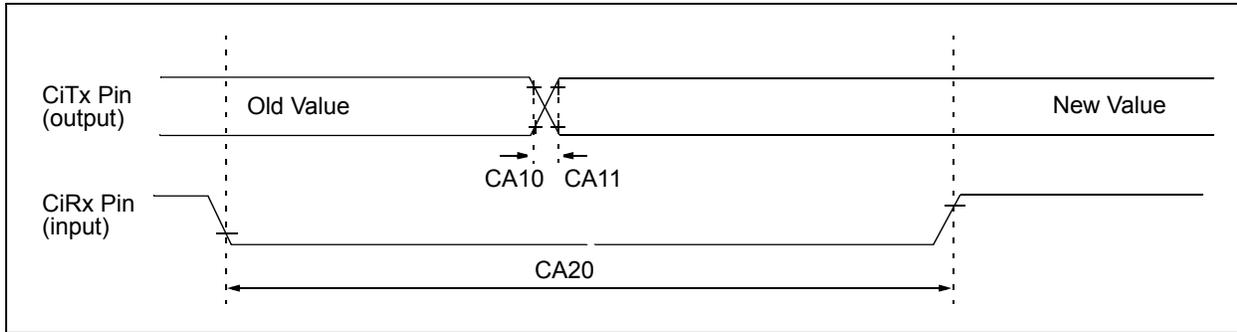 CiTx Pin
(output)
Old Value
New Value
CA10 CA11
CiRx Pin
(input)
CA20